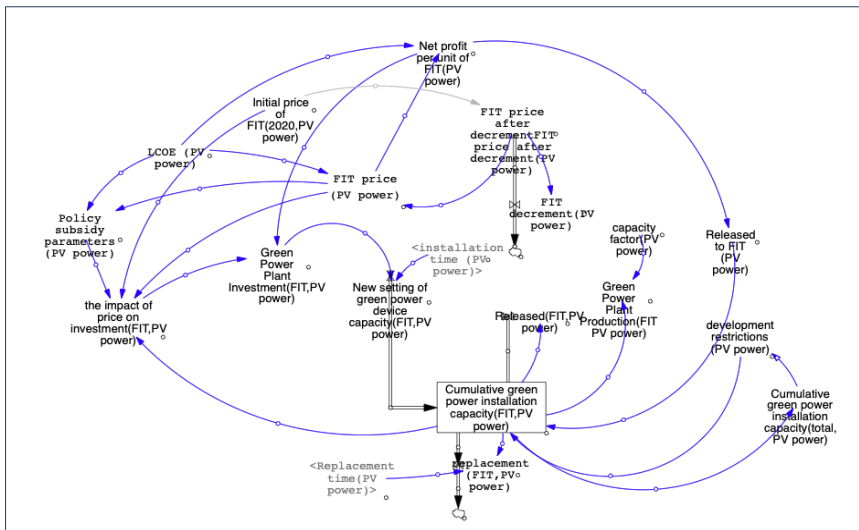 Net profit
per unit of
FIT(PV
power)
Initial price
of
FIT(2020,PV
power)
FIT price
after
decrementFIT
price after
decrement(PV
power)
LCOE (PV
power)
FIT price
(PV power)
FIT
decrement(PV
power)
Policy
subsidy
parameters
(PV power)
Green
Power
Plant
Investment(FIT,PV
power)
<installation
time (PV
power)>
capacity
factor(PV
power)
Released
to FIT
(PV
power)
the impact of
price on
investment(FIT,PV
power)
New setting of
green power
device
capacity(FIT,PV
power)
Released(FIT,PV
power)
Green
Power
Plant
Production(FIT
PV power)
development
restrictions
(PV power)
Cumulative green
power installation
capacity(FIT,PV
power)
Cumulative
green power
installation
capacity(total,
PV power)
<Replacement
time(PV
power)>
replacement
(FIT,PV
power)